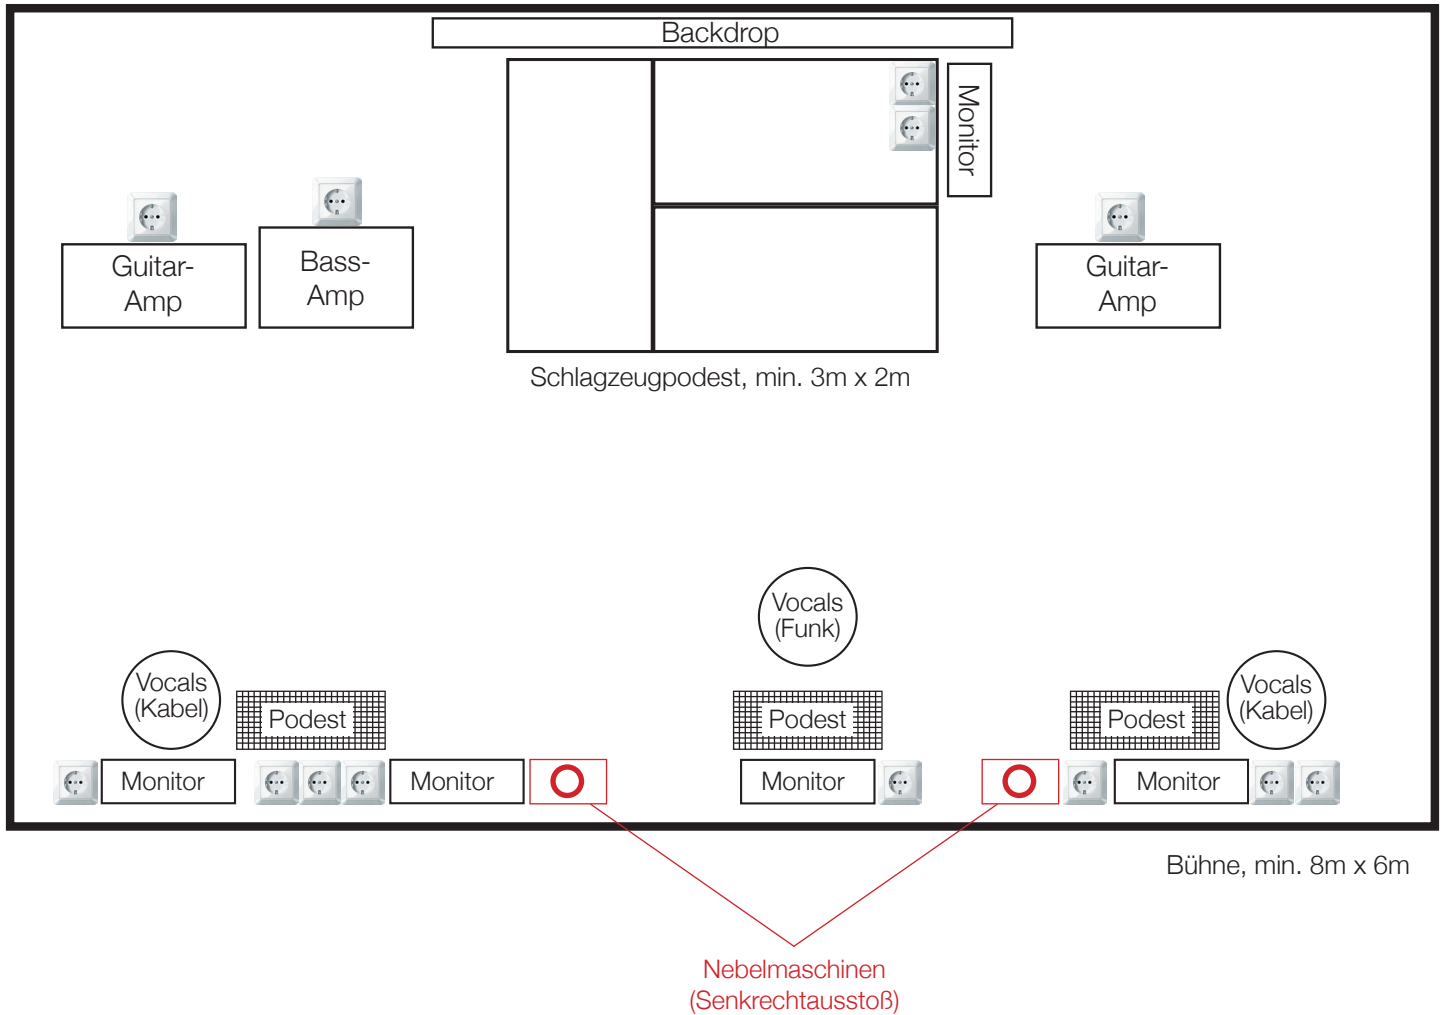 Backdrop
Monitor
Guitar-
Amp
Bass-
Amp
Guitar-
Amp
Schlagzeugpodest, min. 3m x 2m
Vocals
(Funk)
Vocals
(Kabel)
Podest
Podest
Podest
Vocals
(Kabel)
Monitor
Monitor
Monitor
Monitor
Bühne, min. 8m x 6m
Nebelmaschinen
(Senkrechtausstoß)